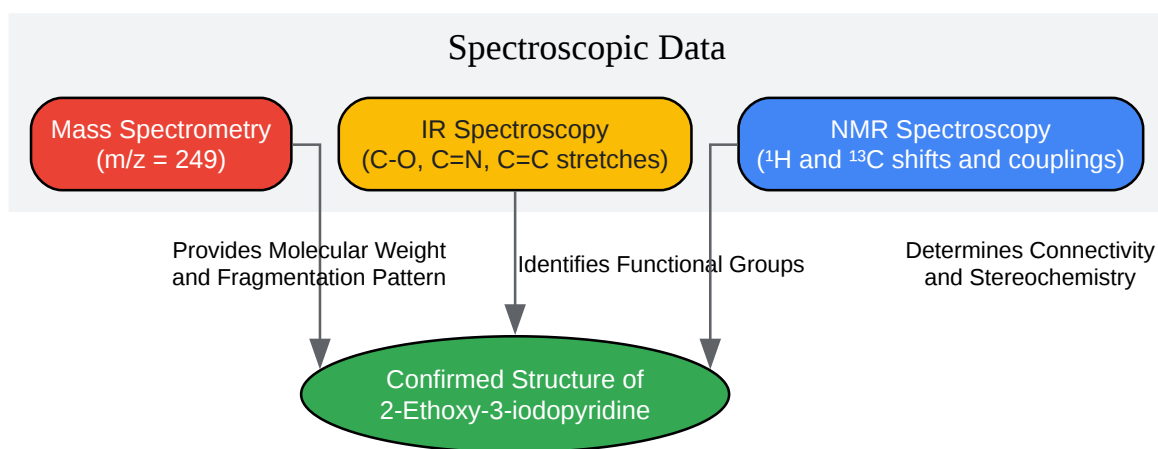 Spectroscopic Data
Mass Spectrometry
(m/z = 249)
IR Spectroscopy
(C-O, C=N, C=C stretches)
NMR Spectroscopy
(¹H and ¹³C shifts and couplings)
Provides Molecular Weight
and Fragmentation Pattern
Identifies Functional Groups
Determines Connectivity
and Stereochemistry
Confirmed Structure of
2-Ethoxy-3-iodopyridine